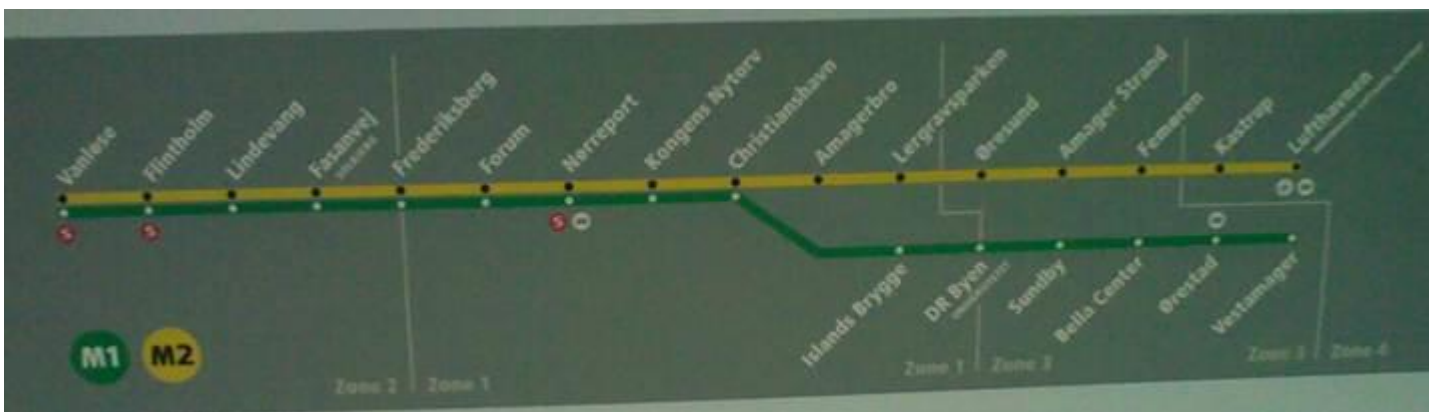 Vanløse
Flintholm
Lindevang
Fasanvej
Frederiksberg
Forum
Nørreport
Kongens Nytorv
Christianshavn
Amagerbro
Lergravsparken
Øresund
Amager Strand
Femøren
Kastrup
Lufthavnen
S
S
S
Islands Brygge
DR Byen
Sundby
Bella Center
Ørestad
Vestamager
M1
M2
Zone 2
Zone 1
Zone 1
Zone 3
Zone 3
Zone 4